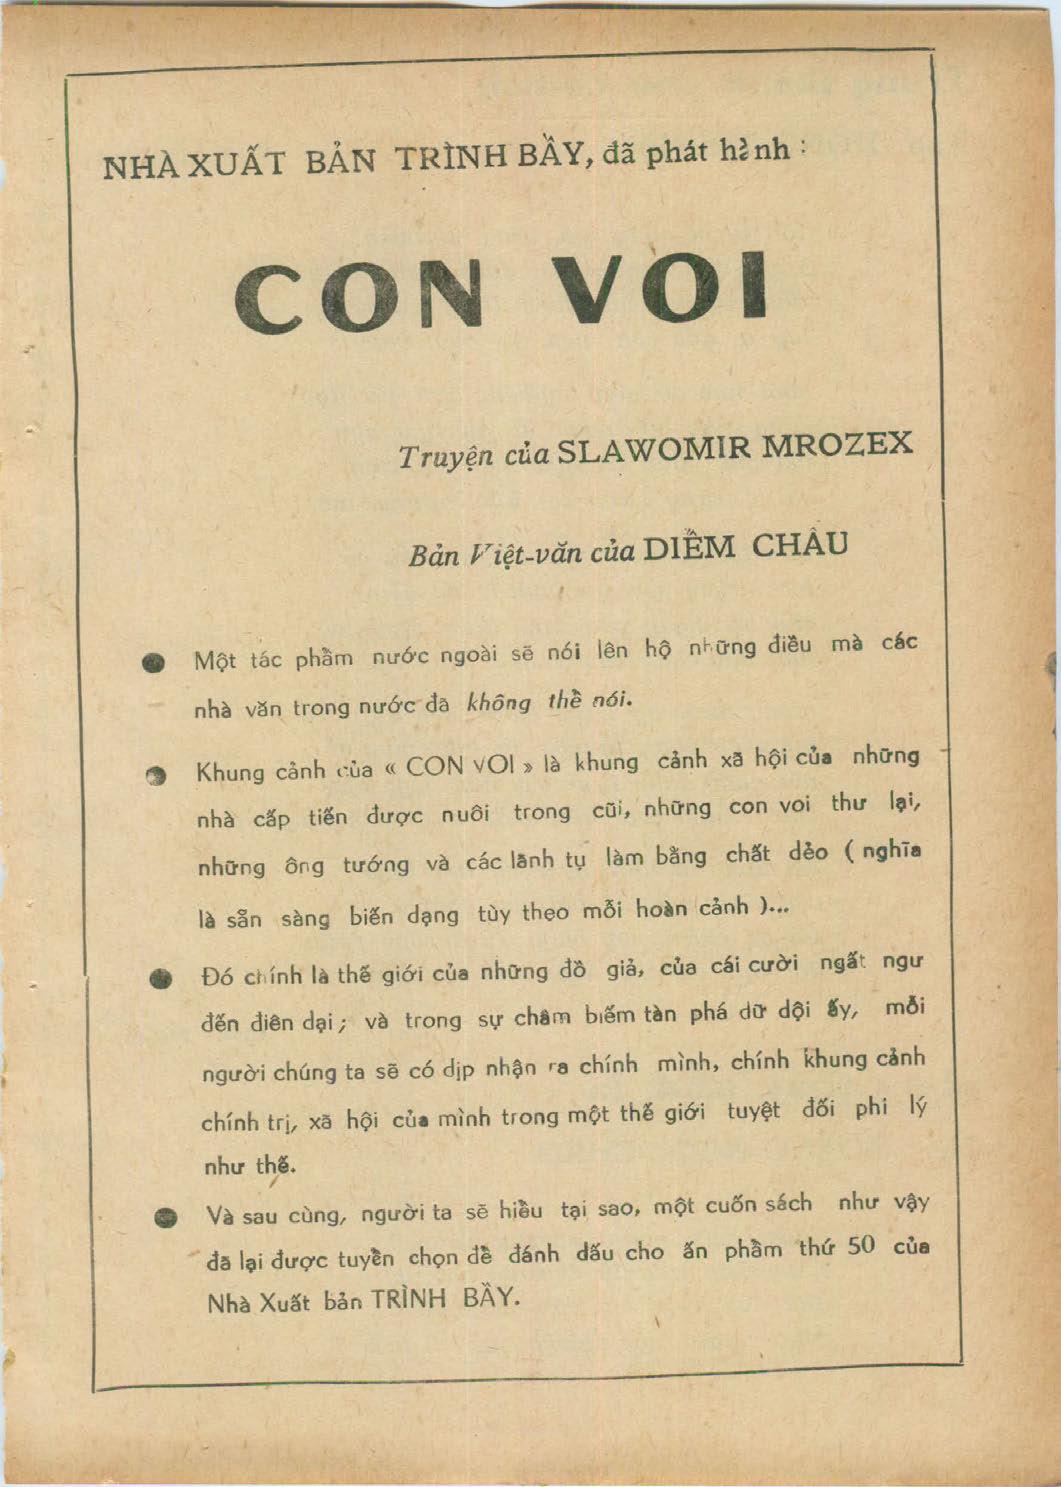 NHÀ XUẤT BẢN TRÌNH BẦY, đã phát hành :
CON VOI
Truyện của SLAWOMIR MROZEX
Bản Việt-văn của DIỄM CHÂU
Một tác phẩm nước ngoài sẽ nói lên hộ những điều mà các
nhà văn trong nước đã không thể nói.
Khung cảnh của « CON VOI » là khung cảnh xã hội của những
nhà cấp tiến được nuôi trong cũi, những con voi thư lại,
những ông tướng và các lãnh tụ làm bằng chất dẻo ( nghĩa
là sẵn sàng biến dạng tùy theo mỗi hoàn cảnh )...
Đó chính là thế giới của những đồ giả, của cái cười ngất ngư
đến điên dại ; và trong sự châm biếm tàn phá dữ dội ấy, mỗi
người chúng ta sẽ có dịp nhận ra chính mình, chính khung cảnh
chính trị, xã hội của mình trong một thế giới tuyệt đối phi lý
như thế.
Và sau cùng, người ta sẽ hiểu tại sao, một cuốn sách như vậy
đã lại được tuyển chọn để đánh dấu cho ấn phẩm thứ 50 của
Nhà Xuất bản TRÌNH BẦY.